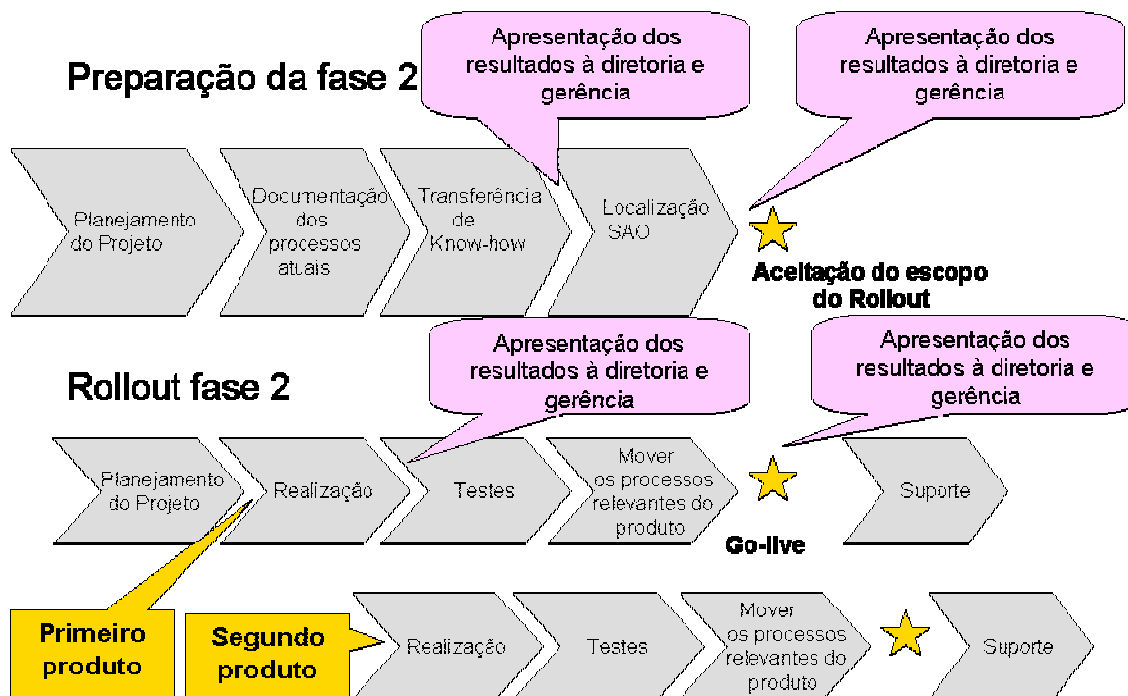 Preparação da fase 2
Apresentação dos
resultados à diretoria e
gerência
Apresentação dos
resultados à diretoria e
gerência
Planejamento
do Projeto
Documentação
dos
processos
atuais
Transferência
de
Know-how
Localização
SAO
Aceitação do escopo
do Rollout
Rollout fase 2
Apresentação dos
resultados à diretoria e
gerência
Apresentação dos
resultados à diretoria e
gerência
Planejamento
do Projeto
Realização
Testes
Mover
os processos
relevantes do
produto
Go-live
Suporte
Primeiro
produto
Segundo
produto
Realização
Testes
Mover
os processos
relevantes do
produto
Suporte